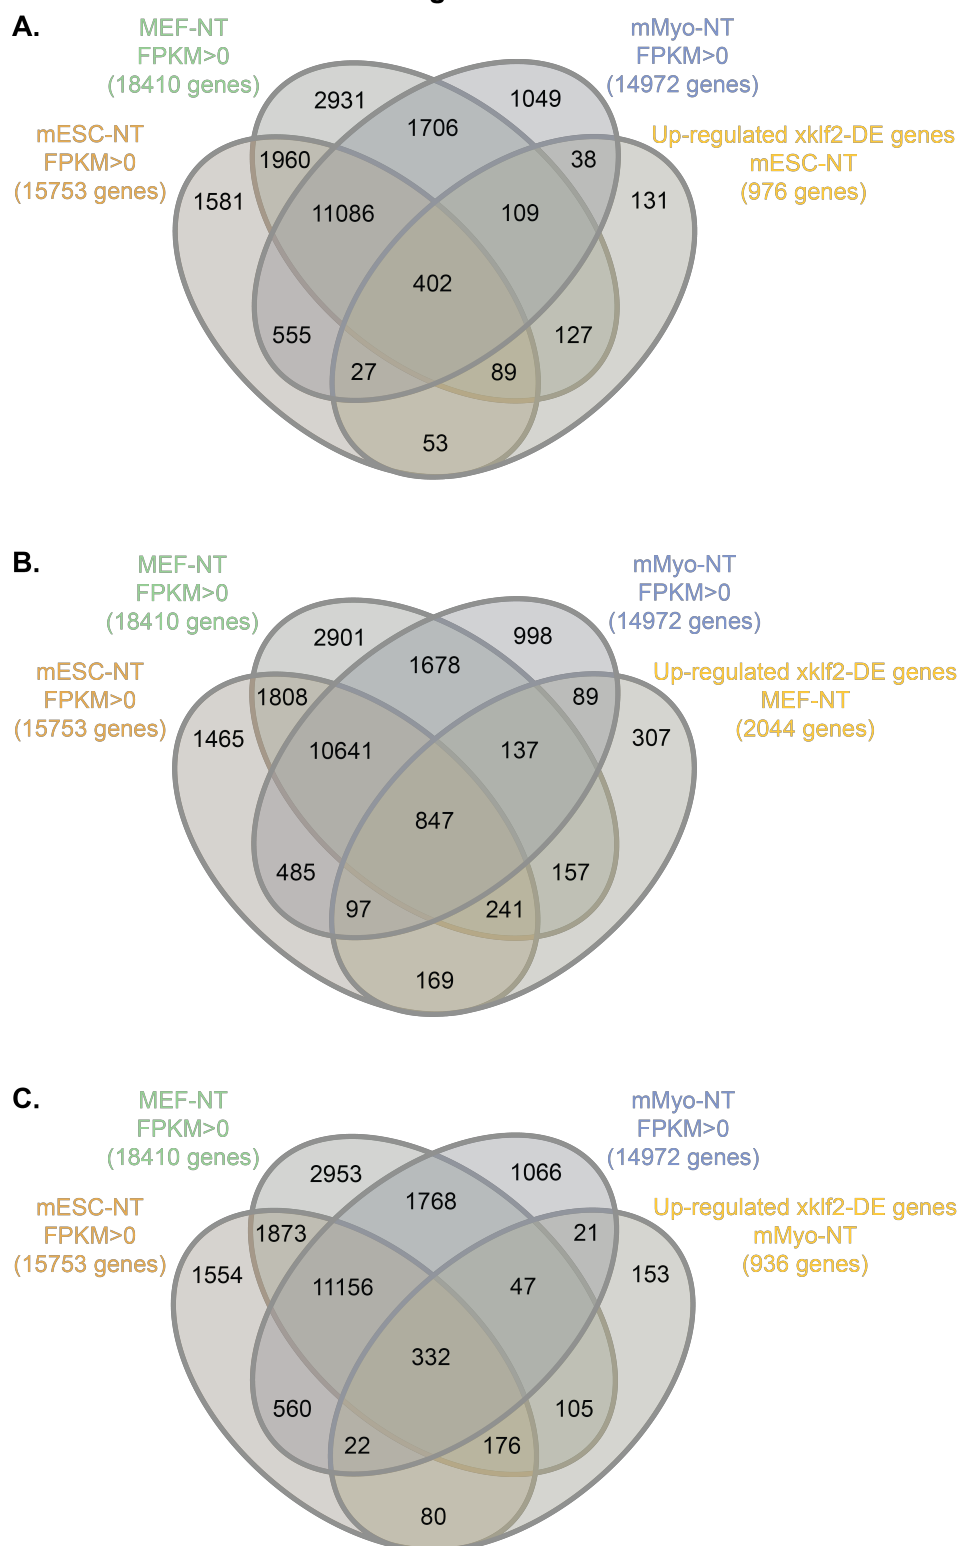 g
A.
MEF-NT
FPKM>0
(18410 genes)
mMyo-NT
FPKM>0
(14972 genes)
mESC-NT
FPKM>0
(15753 genes)
Up-regulated xklf2-DE genes
mESC-NT
(976 genes)
2931
1049
1706
1960
38
1581
11086
109
131
402
555
127
27
89
53
B.
MEF-NT
FPKM>0
(18410 genes)
mMyo-NT
FPKM>0
(14972 genes)
mESC-NT
FPKM>0
(15753 genes)
Up-regulated xklf2-DE genes
MEF-NT
(2044 genes)
2901
998
1678
1808
89
1465
10641
137
307
847
485
157
97
241
169
C.
MEF-NT
FPKM>0
(18410 genes)
mMyo-NT
FPKM>0
(14972 genes)
mESC-NT
FPKM>0
(15753 genes)
Up-regulated xklf2-DE genes
mMyo-NT
(936 genes)
2953
1066
1768
1873
21
1554
11156
47
153
332
560
105
22
176
80